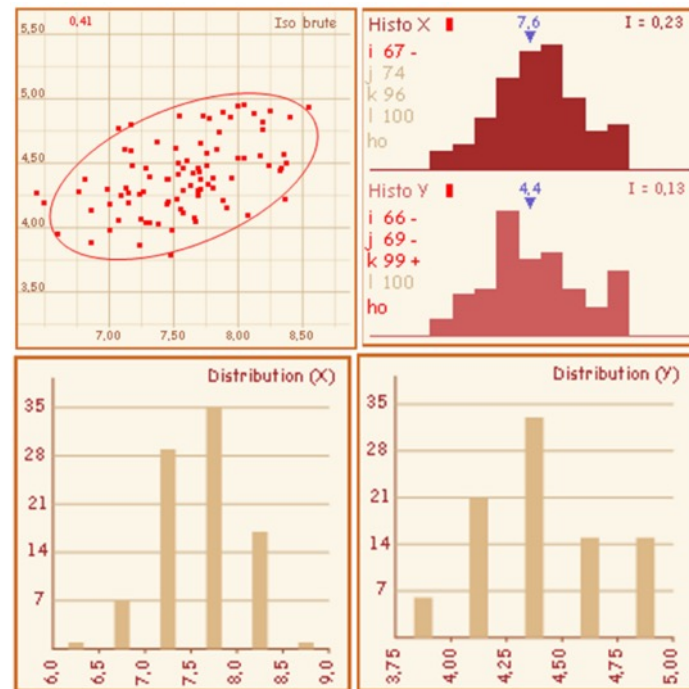 5,50
0,41
Iso brute
5,00
4,50
4,00
3,50
7,00 7,50 8,00 8,50
Histo X 7,6 I = 0,23
i 67 -
j 74
k 96
l 100
ho
Histo Y 4,4 I = 0,13
i 66 -
j 69 -
k 99 +
l 100
ho
Distribution (X)
35
28
21
14
7
6,0 6,5 7,0 7,5 8,0 8,5 9,0
Distribution (Y)
35
28
21
14
7
3,75 4,00 4,25 4,50 4,75 5,00